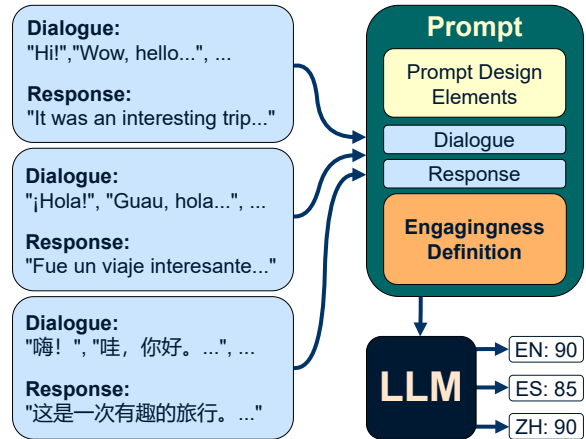 Dialogue:
"Hi!","Wow, hello...", ...
Response:
"It was an interesting trip..."
Dialogue:
"¡Hola!", "Guau, hola...", ...
Response:
"Fue un viaje interesante..."
Dialogue:
"嗨！", "哇，你好。...", ...
Response:
"这是一次有趣的旅行。..."
Prompt
Prompt Design
Elements
Dialogue
Response
Engagingness
Definition
LLM
EN: 90
ES: 85
ZH: 90